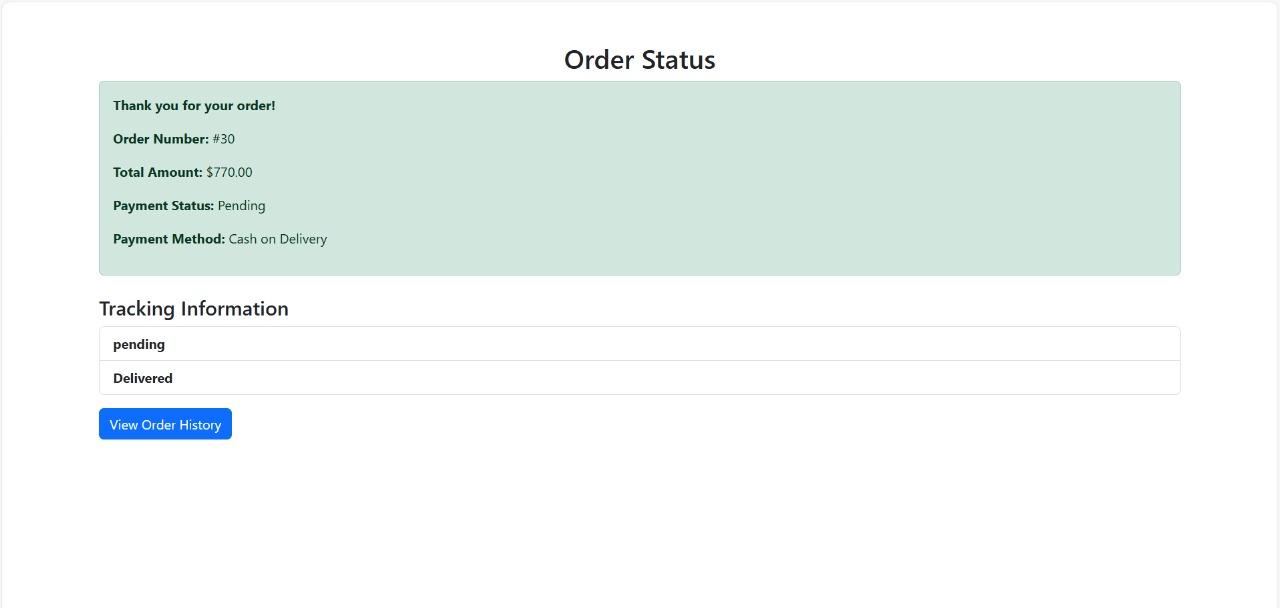 Order Status
Thank you for your order!
Order Number: #30
Total Amount: $770.00
Payment Status: Pending
Payment Method: Cash on Delivery
Tracking Information
pending
Delivered
View Order History